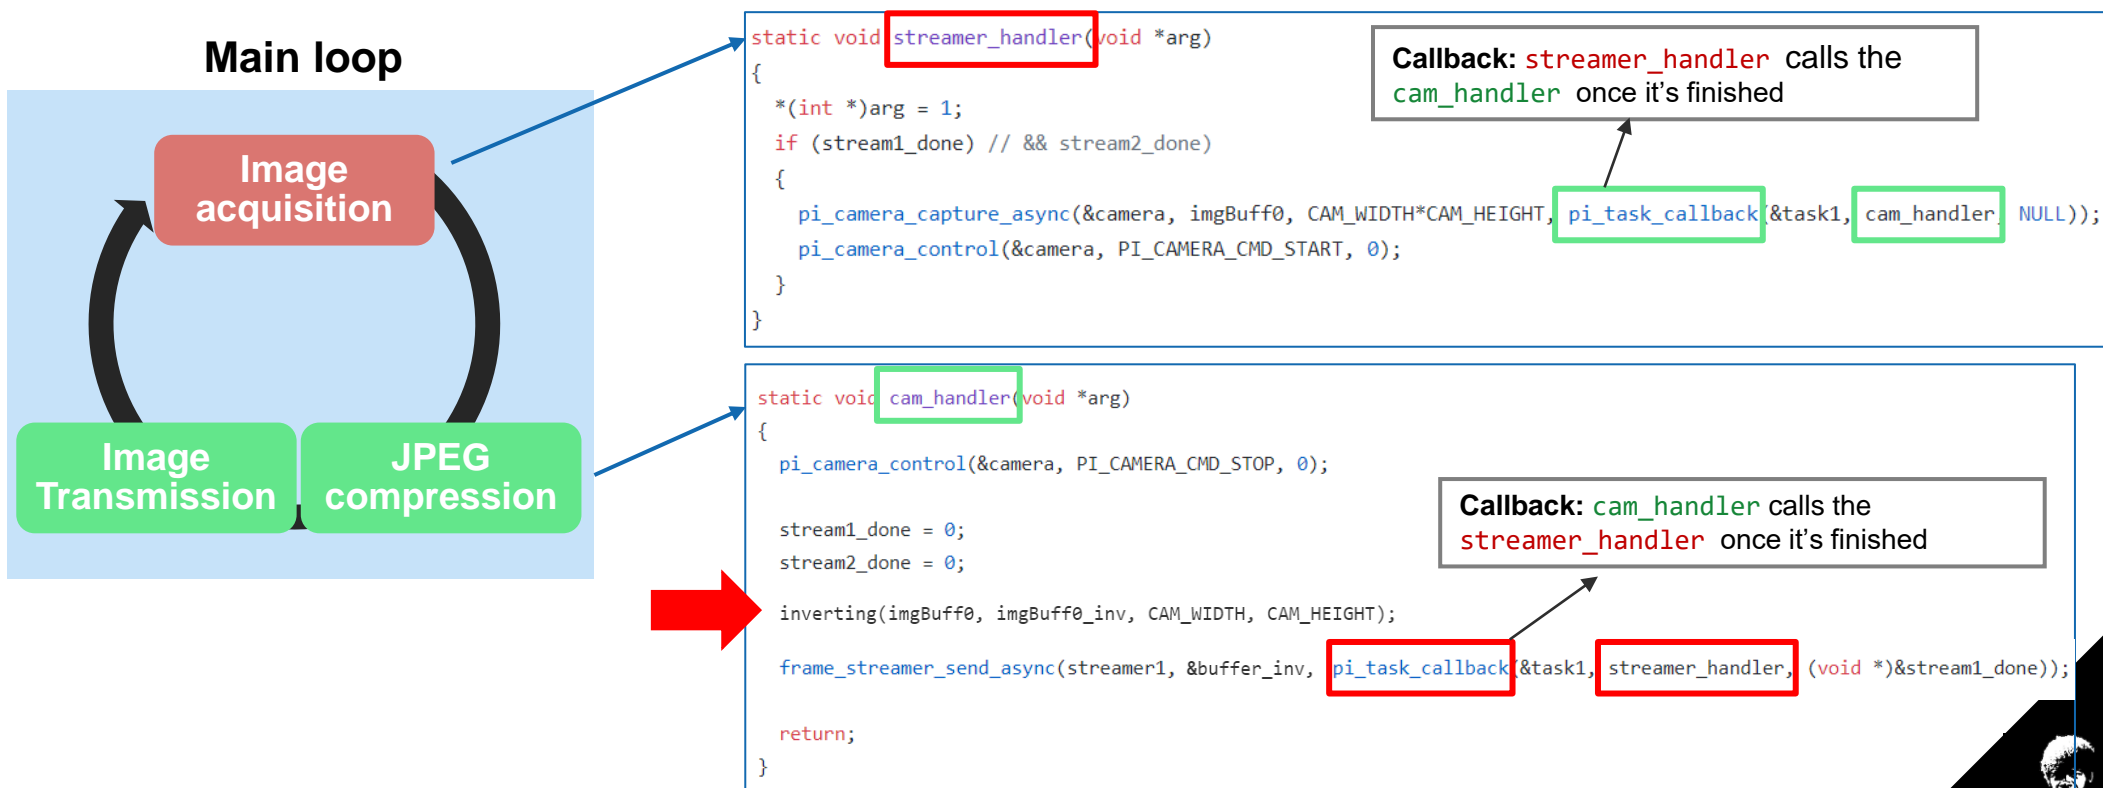 Main loop
Image
acquisition
Image
Transmission
JPEG
compression
static void streamer_handler(void *arg)
{
*(int *)arg = 1;
if (stream1_done) // && stream2_done)
{
pi_camera_capture_async(&camera, imgBuff0, CAM_WIDTH*CAM_HEIGHT, pi_task_callback(&task1, cam_handler, NULL));
pi_camera_control(&camera, PI_CAMERA_CMD_START, 0);
}
}
Callback: streamer_handler calls the
cam_handler once it's finished
static void cam_handler(void *arg)
{
pi_camera_control(&camera, PI_CAMERA_CMD_STOP, 0);
stream1_done = 0;
stream2_done = 0;
inverting(imgBuff0, imgBuff0_inv, CAM_WIDTH, CAM_HEIGHT);
frame_streamer_send_async(streamer1, &buffer_inv, pi_task_callback(&task1, streamer_handler, (void *)&stream1_done));
return;
}
Callback: cam_handler calls the
streamer_handler once it's finished